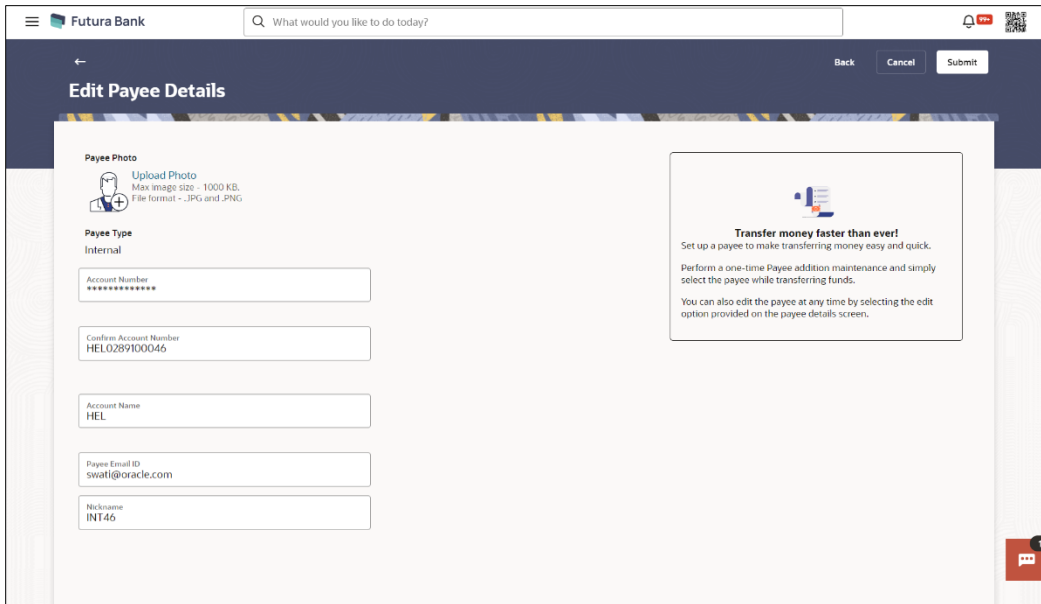 Futura Bank
What would you like to do today?
99+
Back
Cancel
Submit
Edit Payee Details
Payee Photo
Upload Photo
Max image size - 1000 KB,
File format - .JPG and .PNG
Payee Type
Internal
Account Number
*************
Confirm Account Number
HEL0289100046
Account Name
HEL
Payee Email ID
swati@oracle.com
Nickname
INT46
Transfer money faster than ever!
Set up a payee to make transferring money easy and quick.
Perform a one-time Payee addition maintenance and simply
select the payee while transferring funds.
You can also edit the payee at any time by selecting the edit
option provided on the payee details screen.